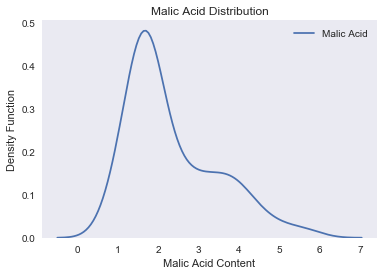 Malic Acid Distribution
Malic Acid
0.5
0.4
0.3
0.2
0.1
0.0
Density Function
0 1 2 3 4 5 6 7
Malic Acid Content